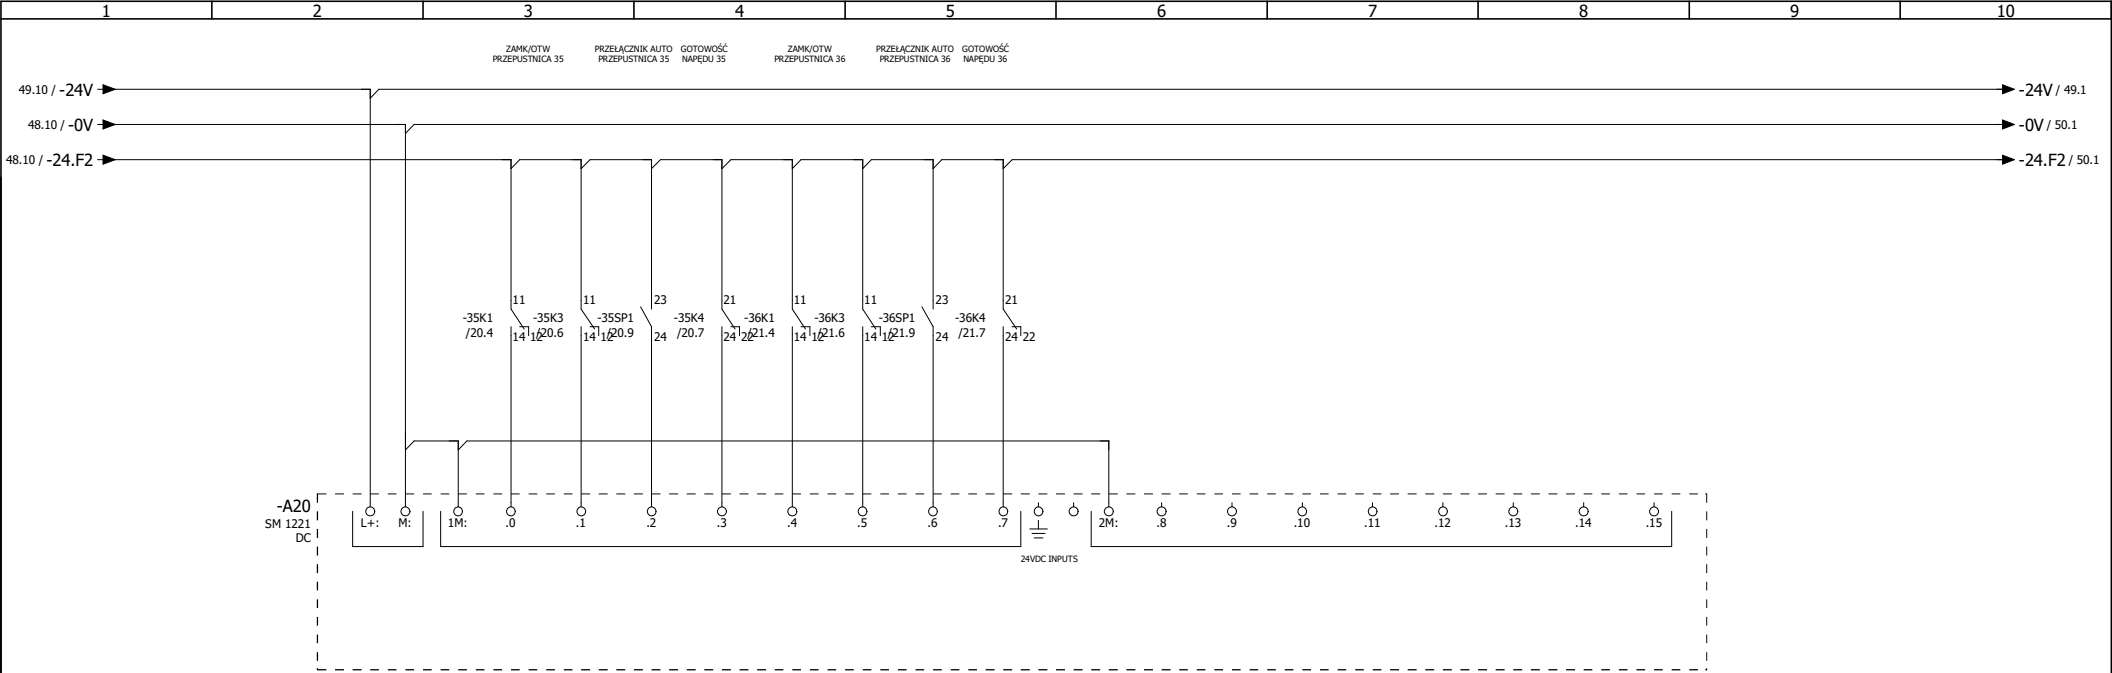 1 2 3 4 5 6 7 8 9 10
ZAMK/OTW
PRZEPUSTNICA 35
PRZEŁĄCZNIK AUTO
PRZEPUSTNICA 35
GOTOWOŚĆ
NAPĘDU 35
ZAMK/OTW
PRZEPUSTNICA 36
PRZEŁĄCZNIK AUTO
PRZEPUSTNICA 36
GOTOWOŚĆ
NAPĘDU 36
49.10 / -24V
-24V / 49.1
48.10 / -0V
-0V / 50.1
48.10 / -24.F2
-24.F2 / 50.1
11 11 23 21 11 11 23 21
-35K1 -35K3 -35SP1 -35K4 -36K1 -36K3 -36SP1 -36K4
/20.4 /20.6 /20.9 /20.7 /21.4 /21.6 /21.9 /21.7
14 12 14 12 24 24 22 14 12 14 12 24 24 22
-A20
SM 1221
DC
L+: M: 1M: .0 .1 .2 .3 .4 .5 .6 .7 2M: .8 .9 .10 .11 .12 .13 .14 .15
24VDC INPUTS